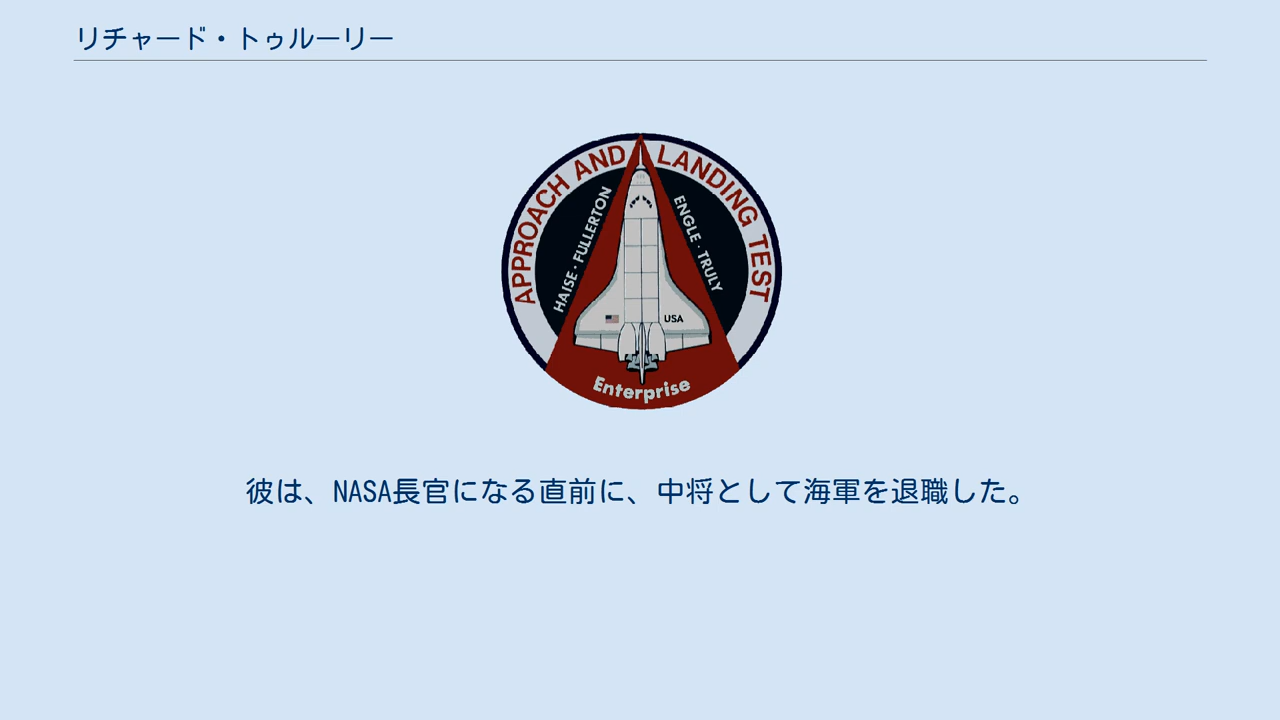 リチャード・トゥルーリー
APPROACH AND LANDING TEST
HAISE · FULLERTON
ENGLE · TRULY
USA
Enterprise
彼は、NASA長官になる直前に、中将として海軍を退職した。